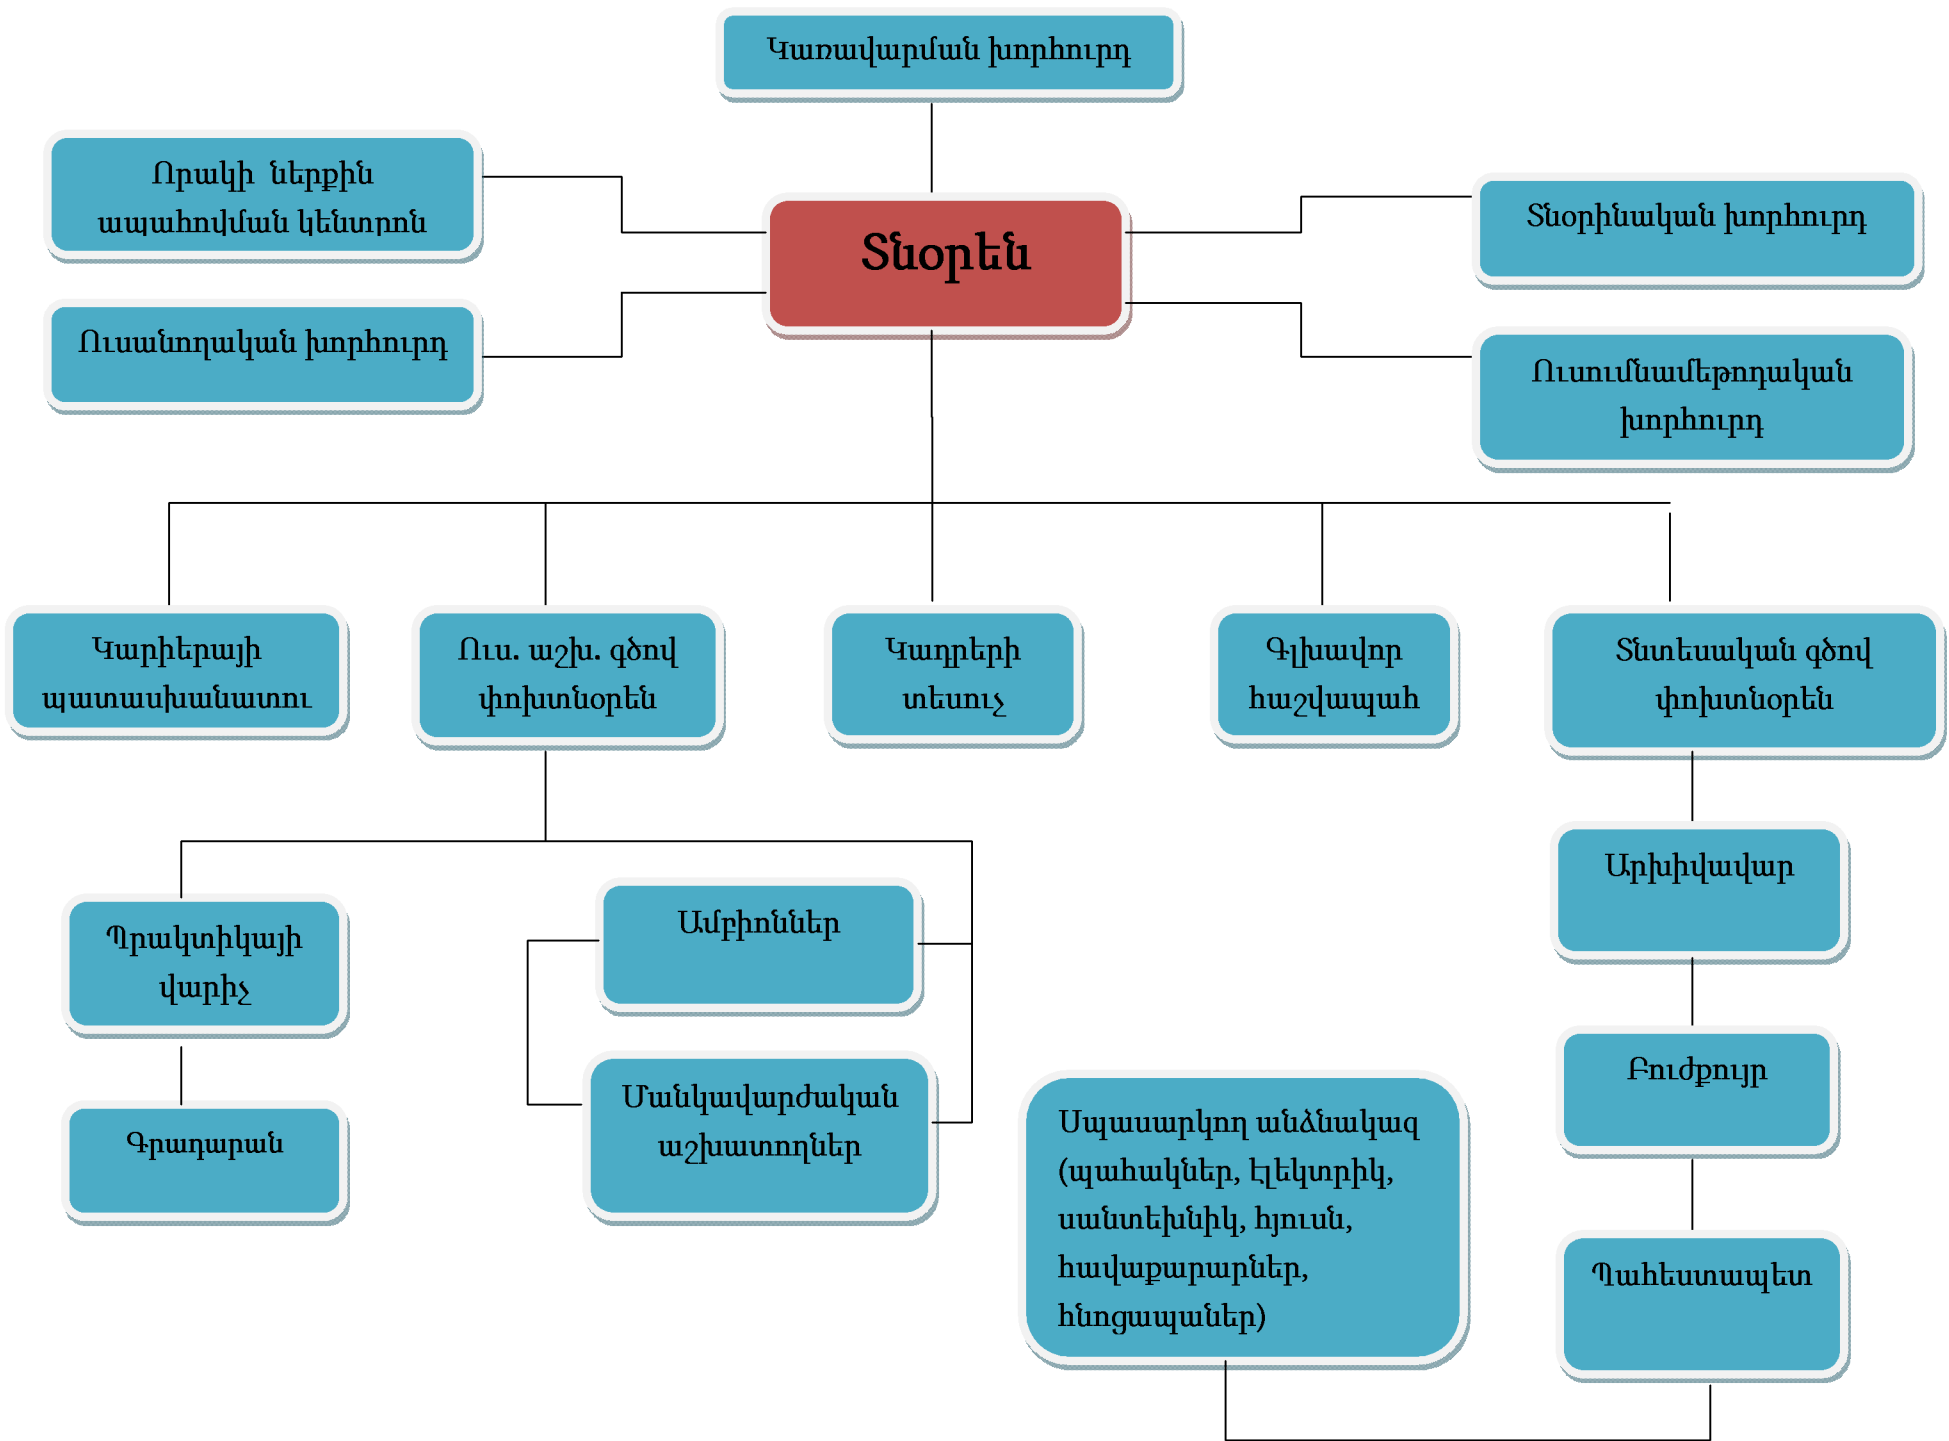 Կառավարման խորհուրդ
Որակի ներքին
ապահովման կենտրոն
Տնօրեն
Տնօրինական խորհուրդ
Ուսանողական խորհուրդ
Ուսումնամեթոդական
խորհուրդ
Կարիերայի
պատասխանատու
Ուս. աշխ. գծով
փոխտնօրեն
Կադրերի
տեսուչ
Գլխավոր
հաշվապահ
Տնտեսական գծով
փոխտնօրեն
Պրակտիկայի
վարիչ
Ամբիոններ
Արխիվավար
Գրադարան
Մանկավարժական
աշխատողներ
Սպասարկող անձնակազ
(պահակներ, էլեկտրիկ,
սանտեխնիկ, հյուսն,
հավաքարարներ,
հնոցապաներ)
Բուժքույր
Պահեստապետ